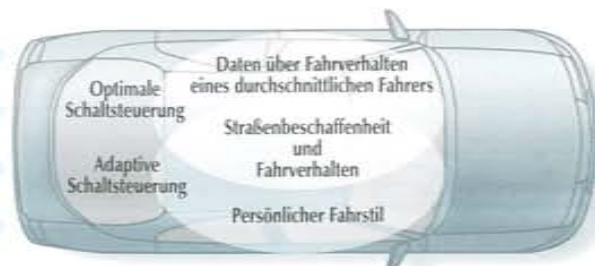 Optimale
Schaltsteuerung
Adaptive
Schaltsteuerung
Daten über Fahrverhalten
eines durchschnittlichen Fahrers
Straßenbeschaffenheit
und
Fahrverhalten
Persönlicher Fahrstil